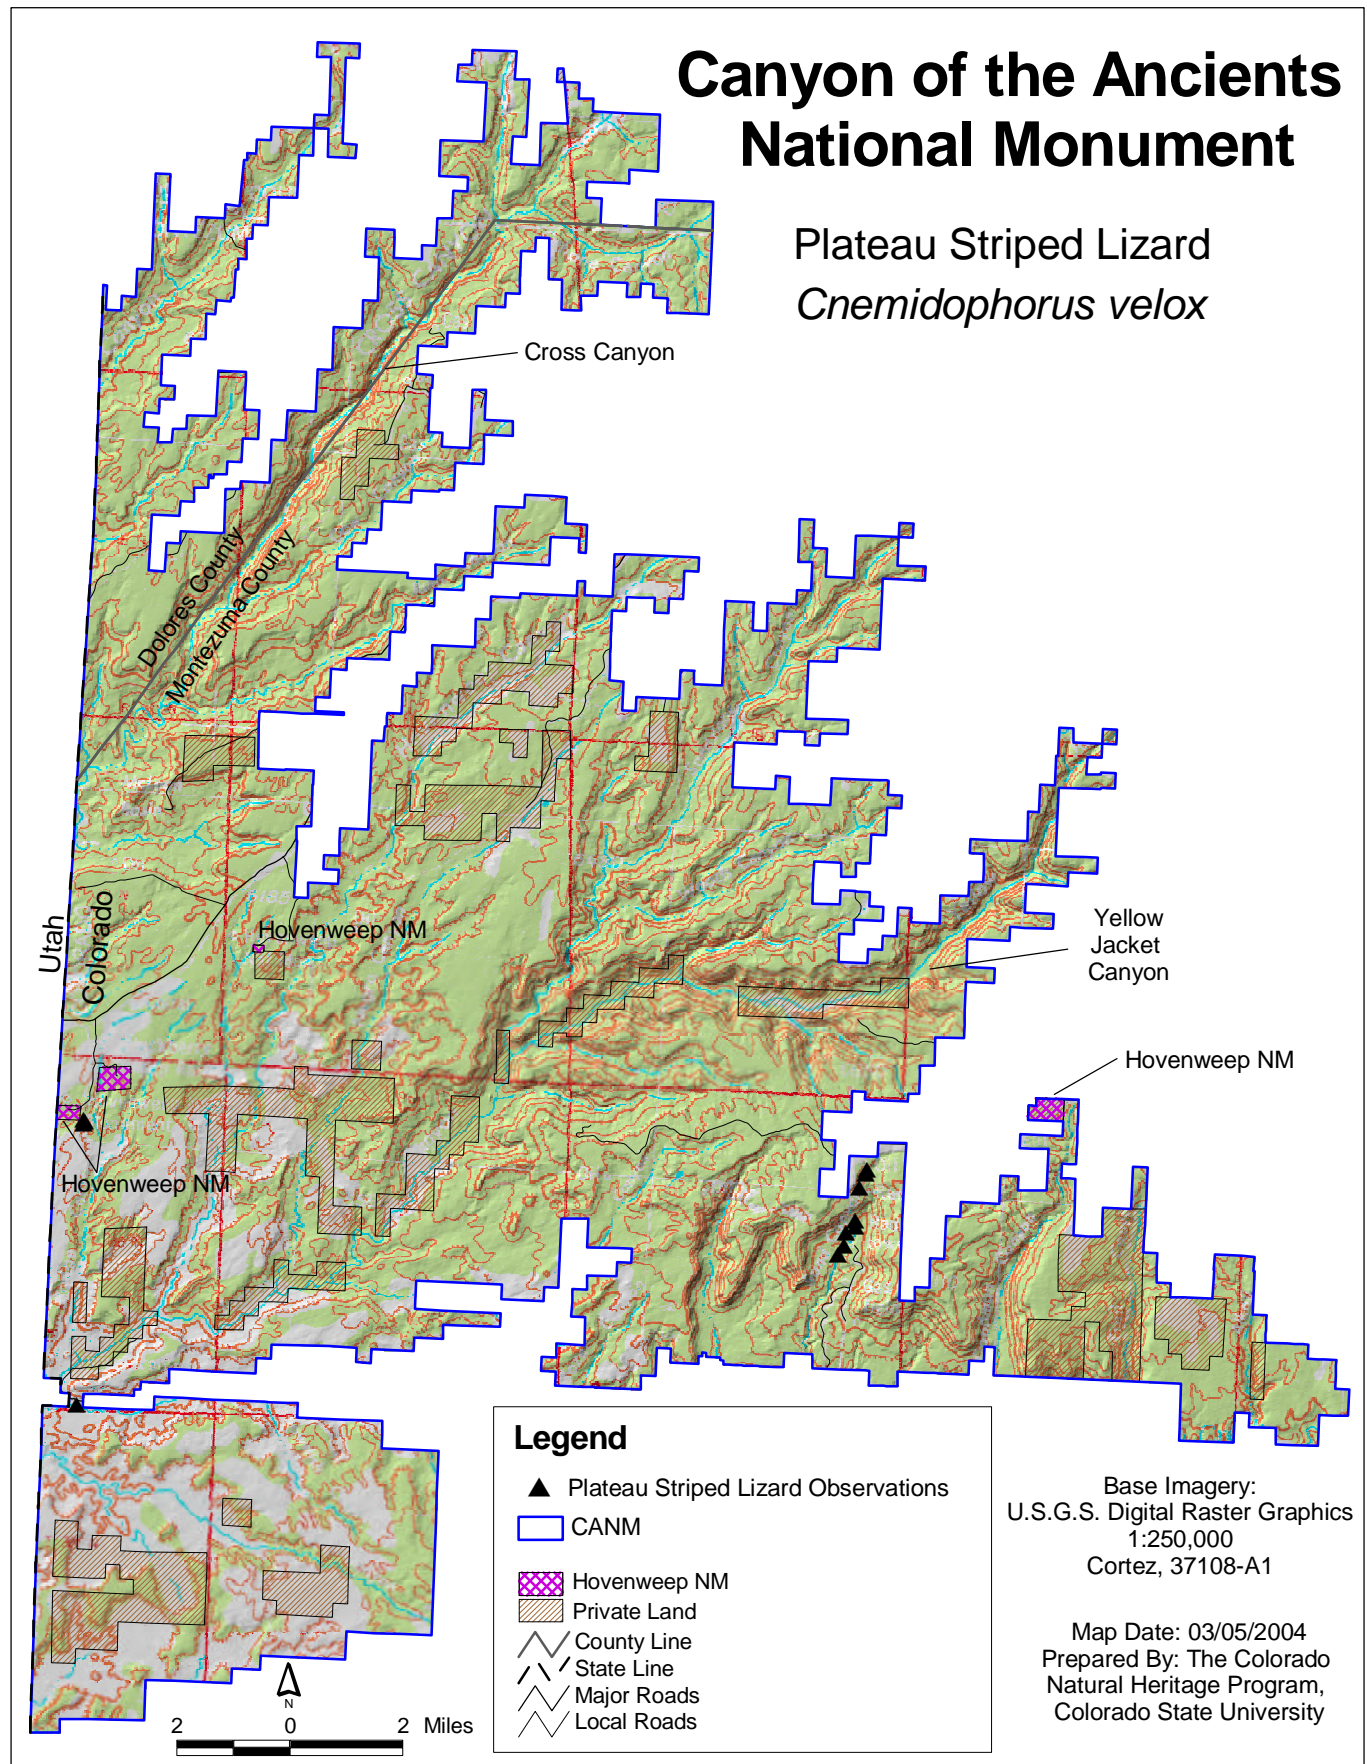 Canyon of the Ancients
National Monument
Plateau Striped Lizard
Cnemidophorus velox
Cross Canyon
Dolores County
Montezuma County
Utah
Colorado
Hovenweep NM
Yellow
Jacket
Canyon
Hovenweep NM
Hovenweep NM
Legend
Plateau Striped Lizard Observations
CANM
Hovenweep NM
Private Land
County Line
State Line
Major Roads
Local Roads
N
2 0 2 Miles
Base Imagery:
U.S.G.S. Digital Raster Graphics
1:250,000
Cortez, 37108-A1
Map Date: 03/05/2004
Prepared By: The Colorado
Natural Heritage Program,
Colorado State University